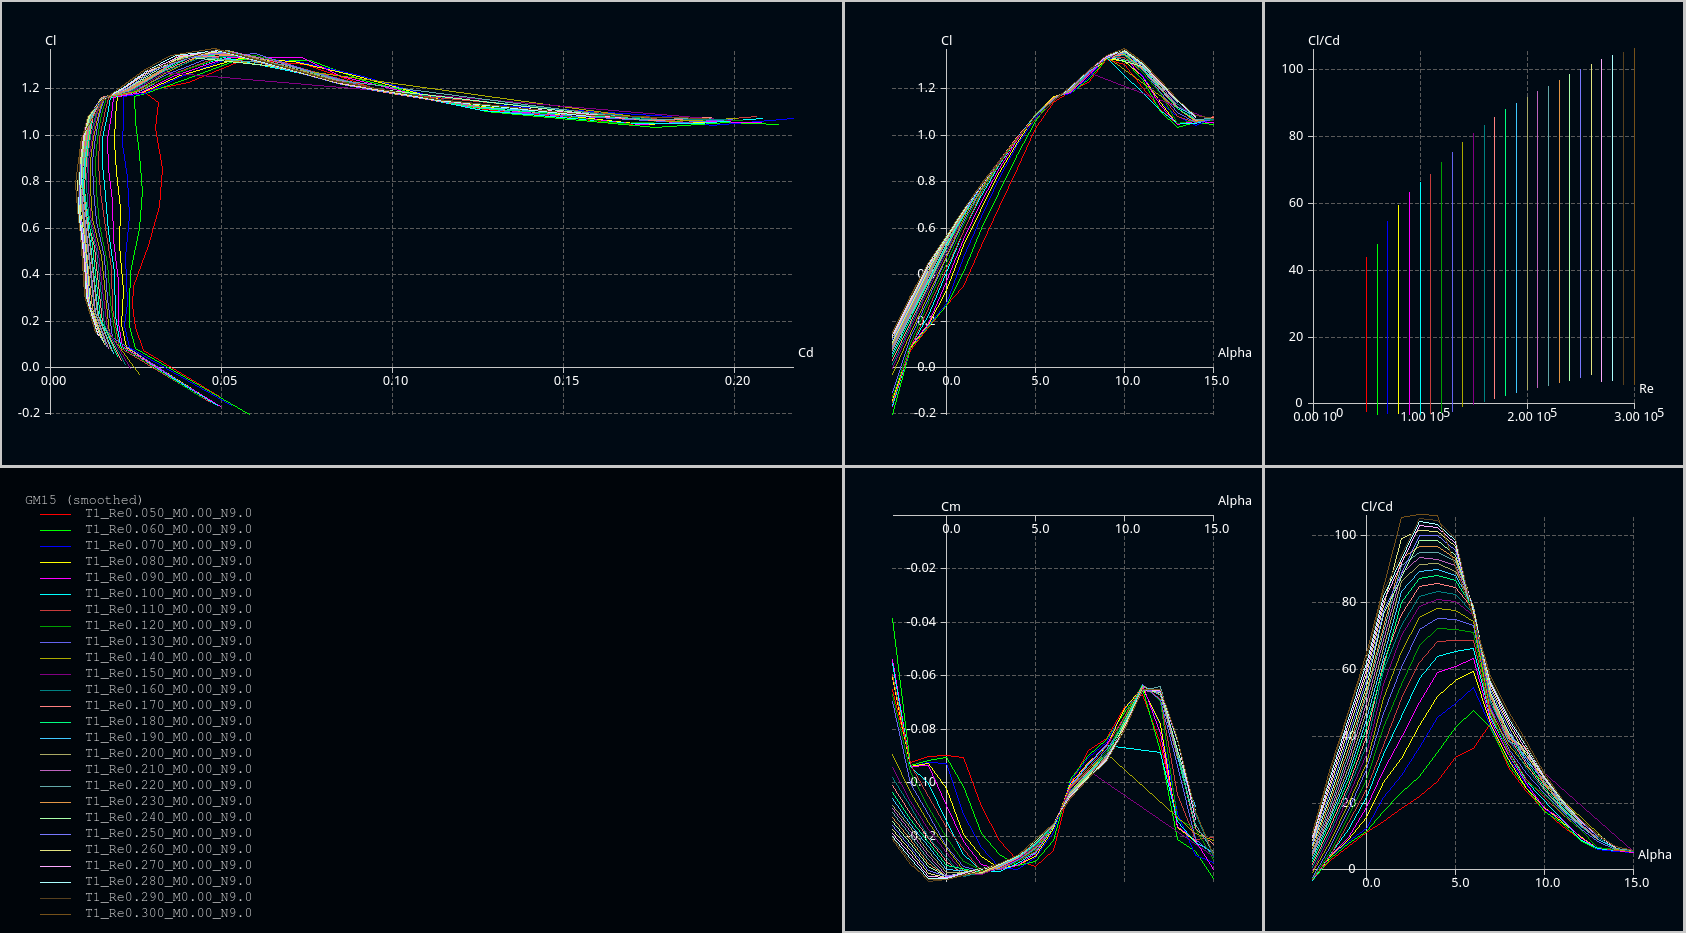 Cl
1.2
1.0
0.8
0.6
0.4
0.2
0.0
-0.2
Cd
0.00
0.05
0.10
0.15
0.20
Cl
1.2
1.0
0.8
0.6
0.2
0.0
-0.2
Alpha
0.0
5.0
10.0
15.0
Cl/Cd
100
80
60
40
20
0
Re
0.00 10^0
1.00 10^5
2.00 10^5
3.00 10^5
GM15 (smoothed)
T1_Re0.050_M0.00_N9.0
T1_Re0.060_M0.00_N9.0
T1_Re0.070_M0.00_N9.0
T1_Re0.080_M0.00_N9.0
T1_Re0.090_M0.00_N9.0
T1_Re0.100_M0.00_N9.0
T1_Re0.110_M0.00_N9.0
T1_Re0.120_M0.00_N9.0
T1_Re0.130_M0.00_N9.0
T1_Re0.140_M0.00_N9.0
T1_Re0.150_M0.00_N9.0
T1_Re0.160_M0.00_N9.0
T1_Re0.170_M0.00_N9.0
T1_Re0.180_M0.00_N9.0
T1_Re0.190_M0.00_N9.0
T1_Re0.200_M0.00_N9.0
T1_Re0.210_M0.00_N9.0
T1_Re0.220_M0.00_N9.0
T1_Re0.230_M0.00_N9.0
T1_Re0.240_M0.00_N9.0
T1_Re0.250_M0.00_N9.0
T1_Re0.260_M0.00_N9.0
T1_Re0.270_M0.00_N9.0
T1_Re0.280_M0.00_N9.0
T1_Re0.290_M0.00_N9.0
T1_Re0.300_M0.00_N9.0
Cm
Alpha
0.0
5.0
10.0
15.0
-0.02
-0.04
-0.06
-0.08
-0.10
-0.12
Cl/Cd
100
80
60
40
20
0
Alpha
0.0
5.0
10.0
15.0